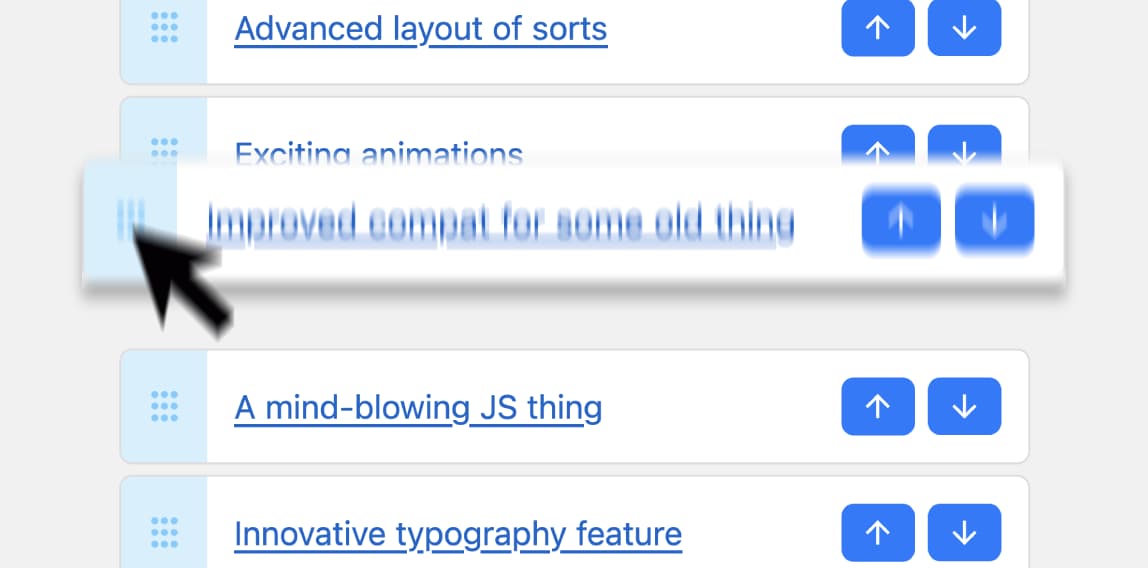 Advanced layout of sorts
Exciting animations
Improved compat for some old thing
A mind-blowing JS thing
Innovative typography feature